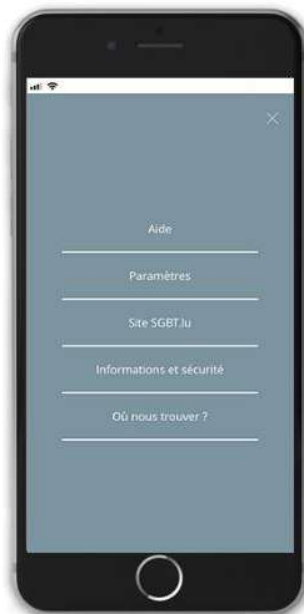 Aide
Paramètres
Site SGBT.lu
Informations et sécurité
Où nous trouver ?